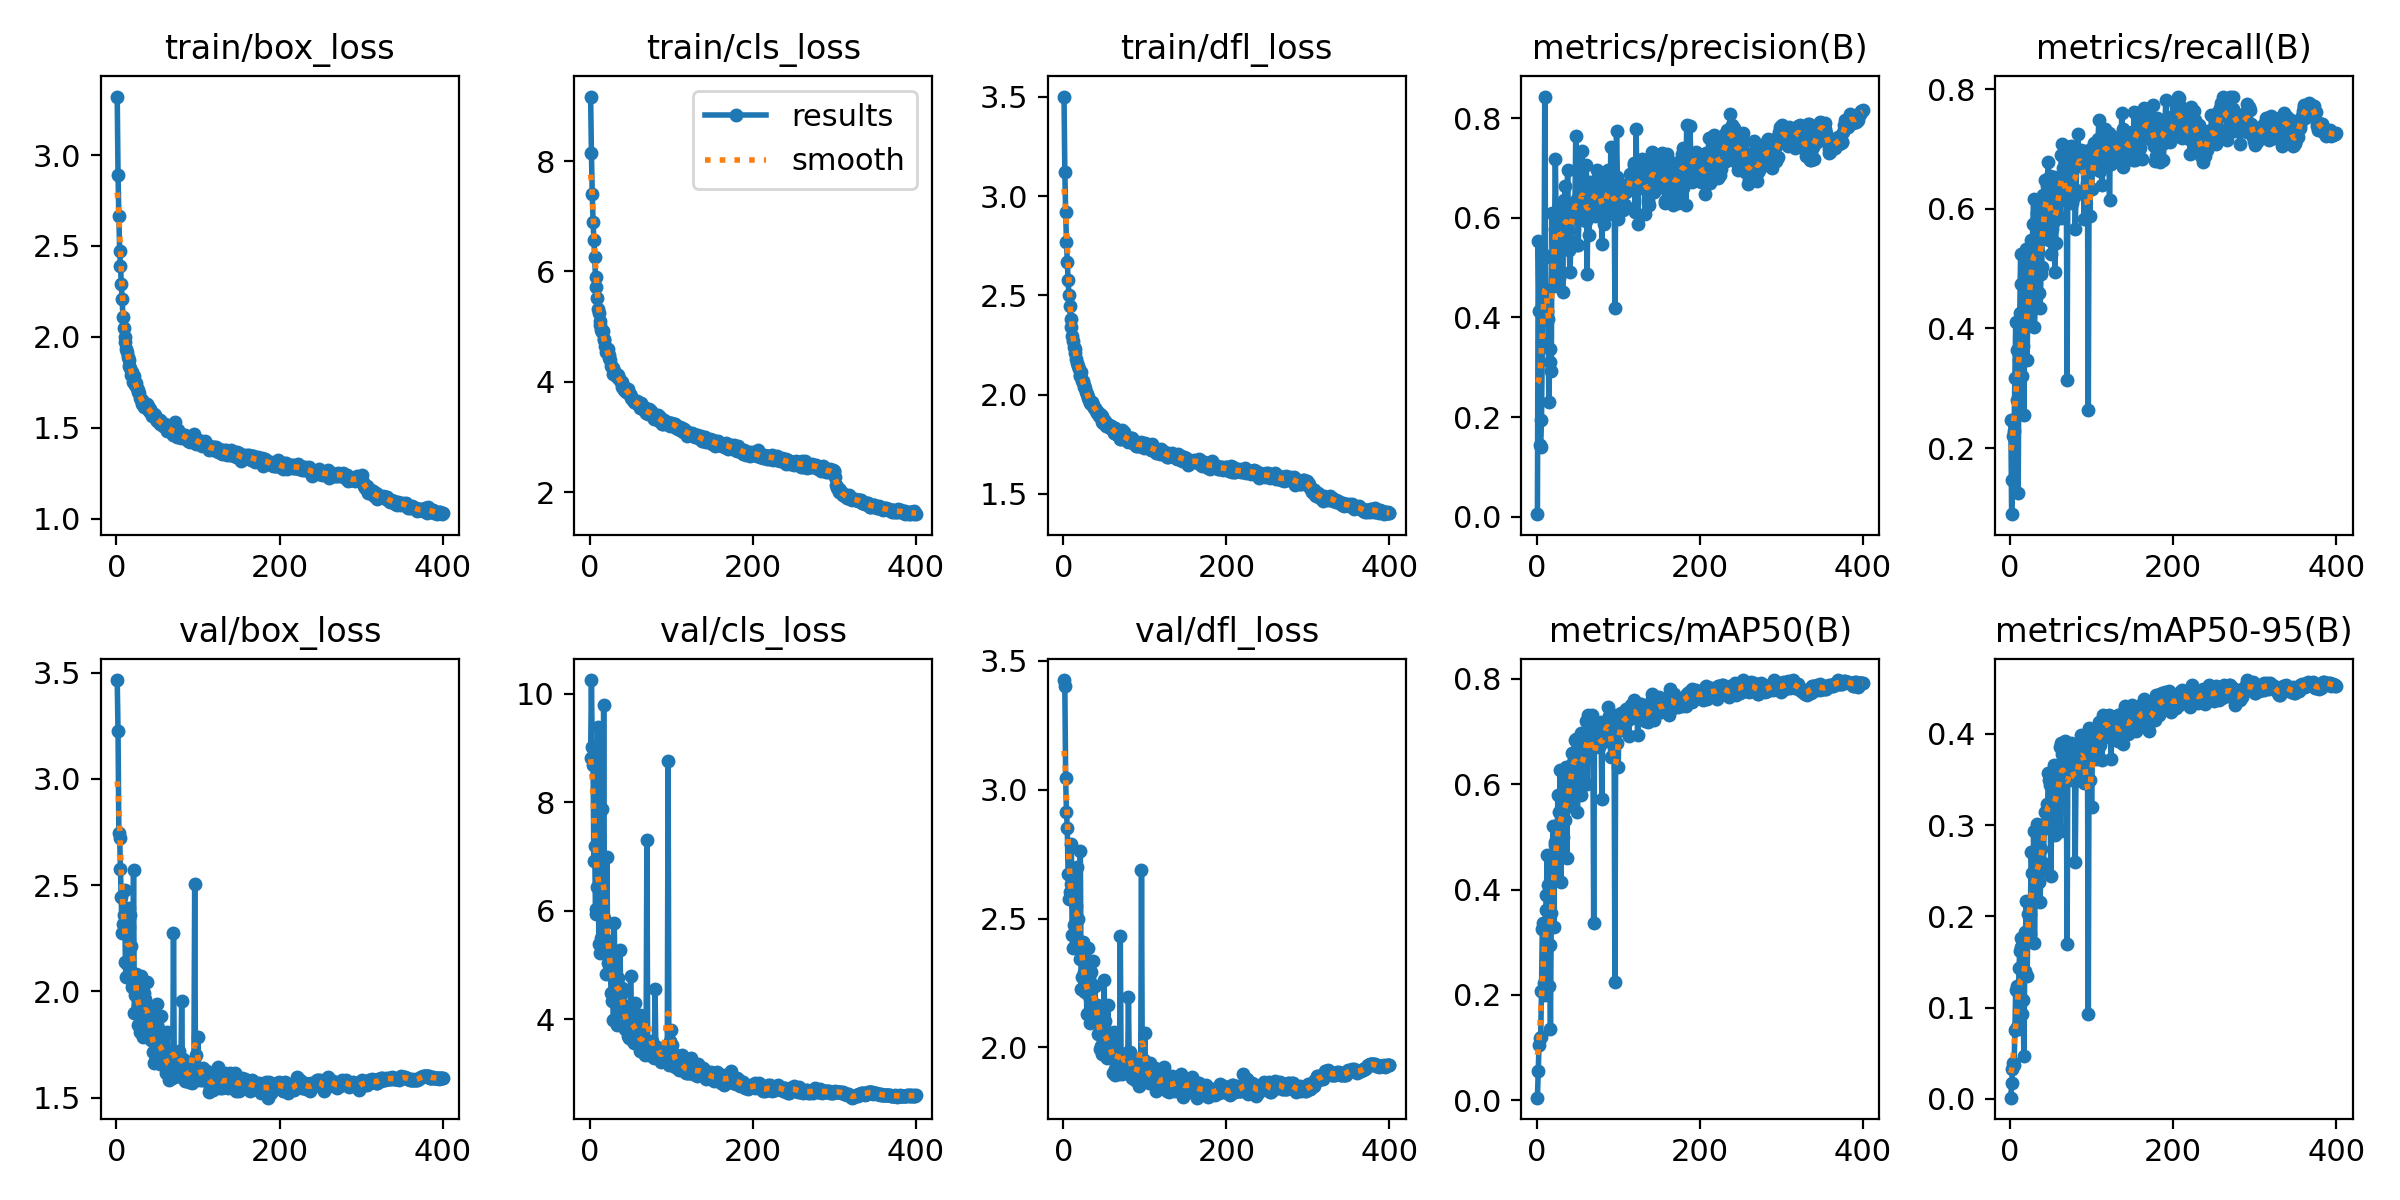 train/box_loss
3.0
2.5
2.0
1.5
1.0
0 200 400
train/cls_loss
results
smooth
8
6
4
2
0 200 400
train/dfl_loss
3.5
3.0
2.5
2.0
1.5
0 200 400
metrics/precision(B)
0.8
0.6
0.4
0.2
0.0
0 200 400
metrics/recall(B)
0.8
0.6
0.4
0.2
0 200 400
val/box_loss
3.5
3.0
2.5
2.0
1.5
0 200 400
val/cls_loss
10
8
6
4
0 200 400
val/dfl_loss
3.5
3.0
2.5
2.0
0 200 400
metrics/mAP50(B)
0.8
0.6
0.4
0.2
0.0
0 200 400
metrics/mAP50-95(B)
0.4
0.3
0.2
0.1
0.0
0 200 400